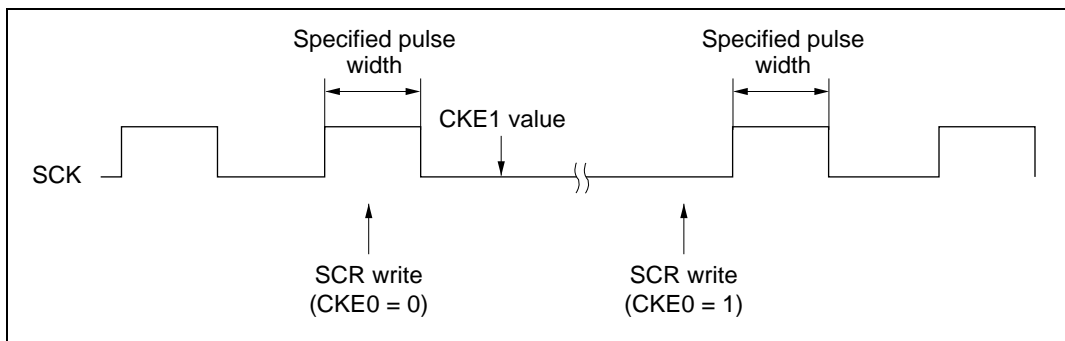 Specified pulse
width
Specified pulse
width
CKE1 value
SCK
SCR write
(CKE0 = 0)
SCR write
(CKE0 = 1)